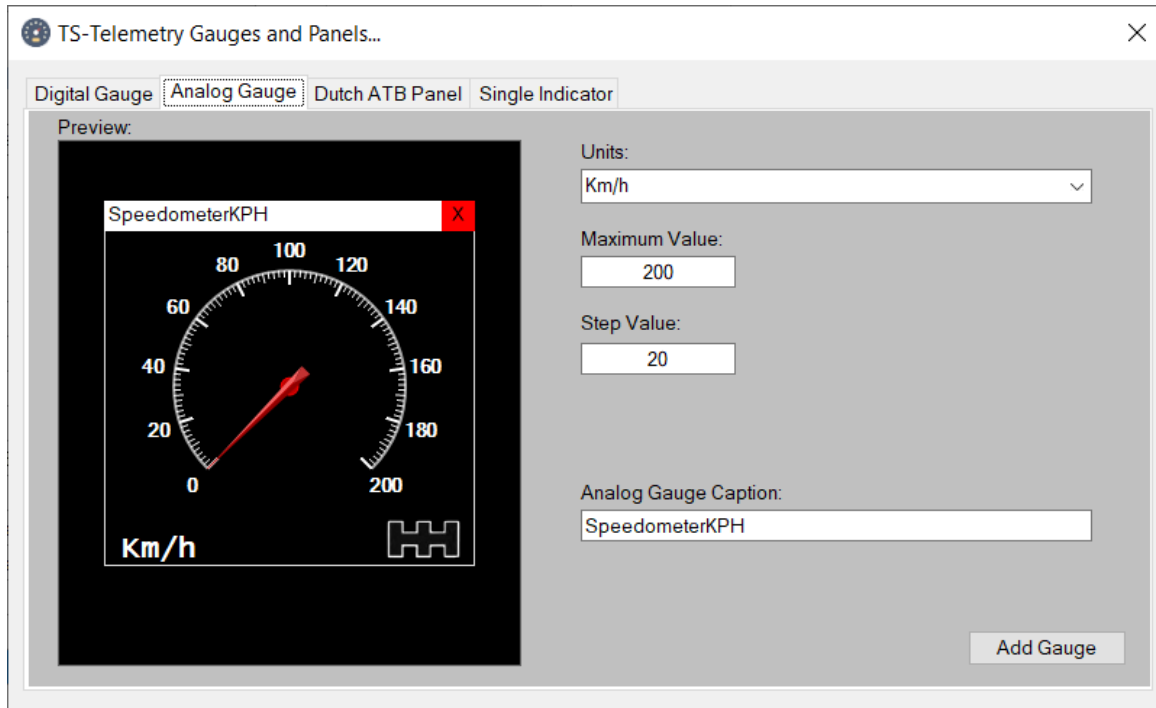 TS-Telemetry Gauges and Panels...
Digital Gauge Analog Gauge Dutch ATB Panel Single Indicator
Preview:
SpeedometerKPH X
0
20
40
60
80
100
120
140
160
180
200
Km/h
Units:
Km/h
Maximum Value:
200
Step Value:
20
Analog Gauge Caption:
SpeedometerKPH
Add Gauge